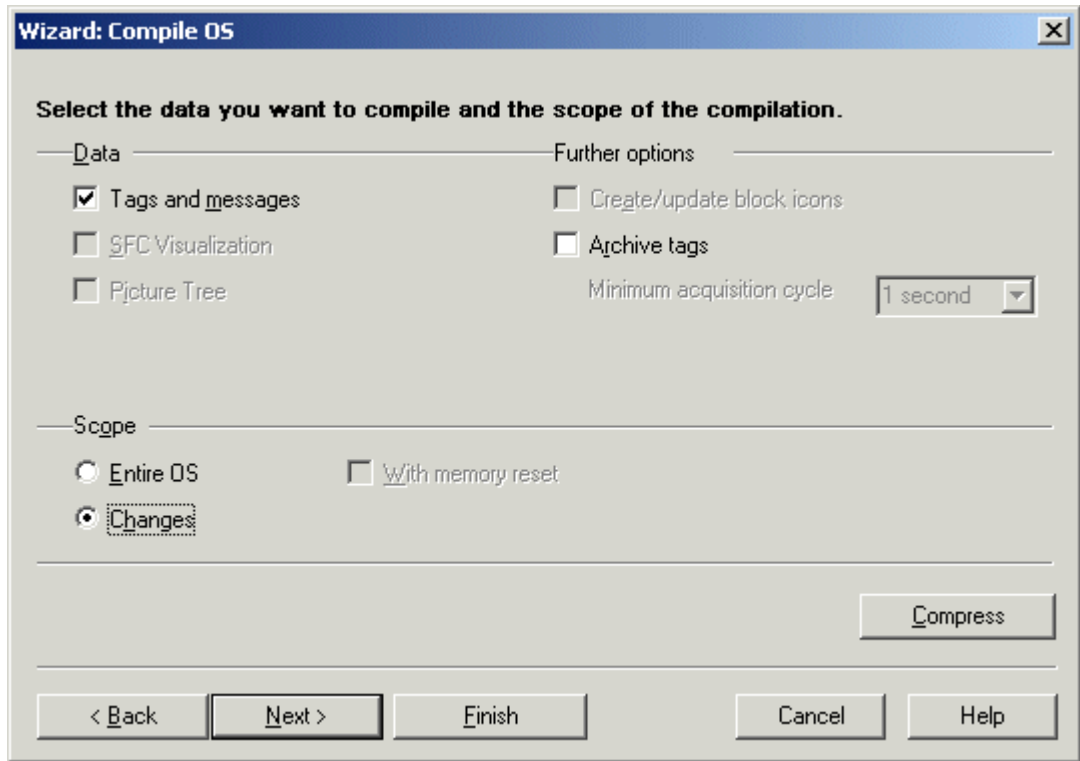 Wizard: Compile OS
Select the data you want to compile and the scope of the compilation.
Data
Further options
Tags and messages
Create/update block icons
SFC Visualization
Archive tags
Picture Tree
Minimum acquisition cycle
1 second
Scope
Entire OS
With memory reset
Changes
Compress
< Back
Next >
Finish
Cancel
Help